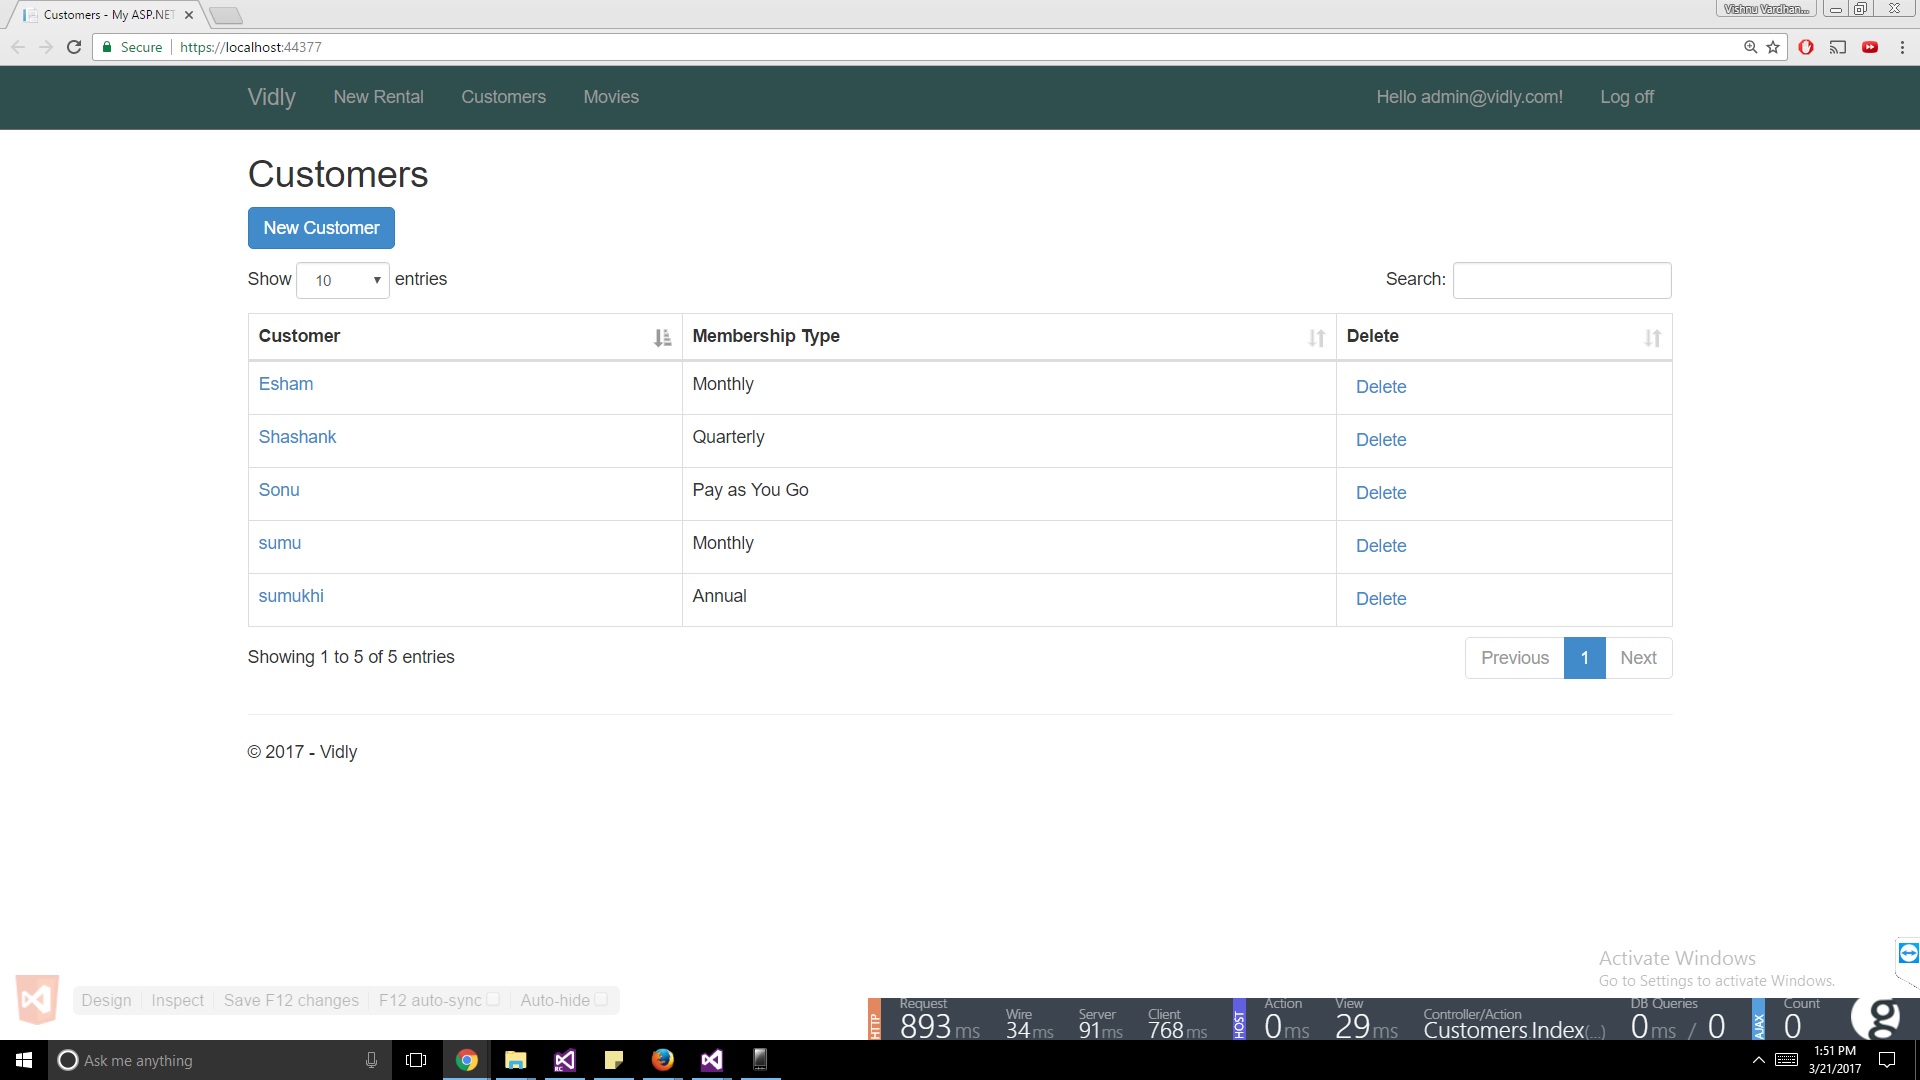 Customers - My ASP.NET
Vishnu Vardhan...
Secure https://localhost:44377
Vidly New Rental Customers Movies Hello admin@vidly.com! Log off
Customers
New Customer
Show 10 entries Search:
Customer Membership Type Delete
Esham Monthly Delete
Shashank Quarterly Delete
Sonu Pay as You Go Delete
sumu Monthly Delete
sumukhi Annual Delete
Showing 1 to 5 of 5 entries Previous 1 Next
© 2017 - Vidly
Activate Windows
Go to Settings to activate Windows.
Design Inspect Save F12 changes F12 auto-sync Auto-hide
HTTP Request 893 ms Wire 34 ms Server 91 ms Client 768 ms HOST Action 0 ms View 29 ms Controller/Action Customers.Index(...) DB Queries 0 ms / 0 AJAX Count 0 g
Ask me anything RC 1:51 PM
3/21/2017